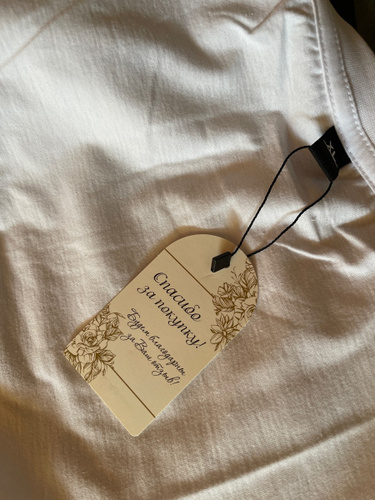 XL
Спасибо
за покупку!
Будем благодарны
за Ваш отзыв!